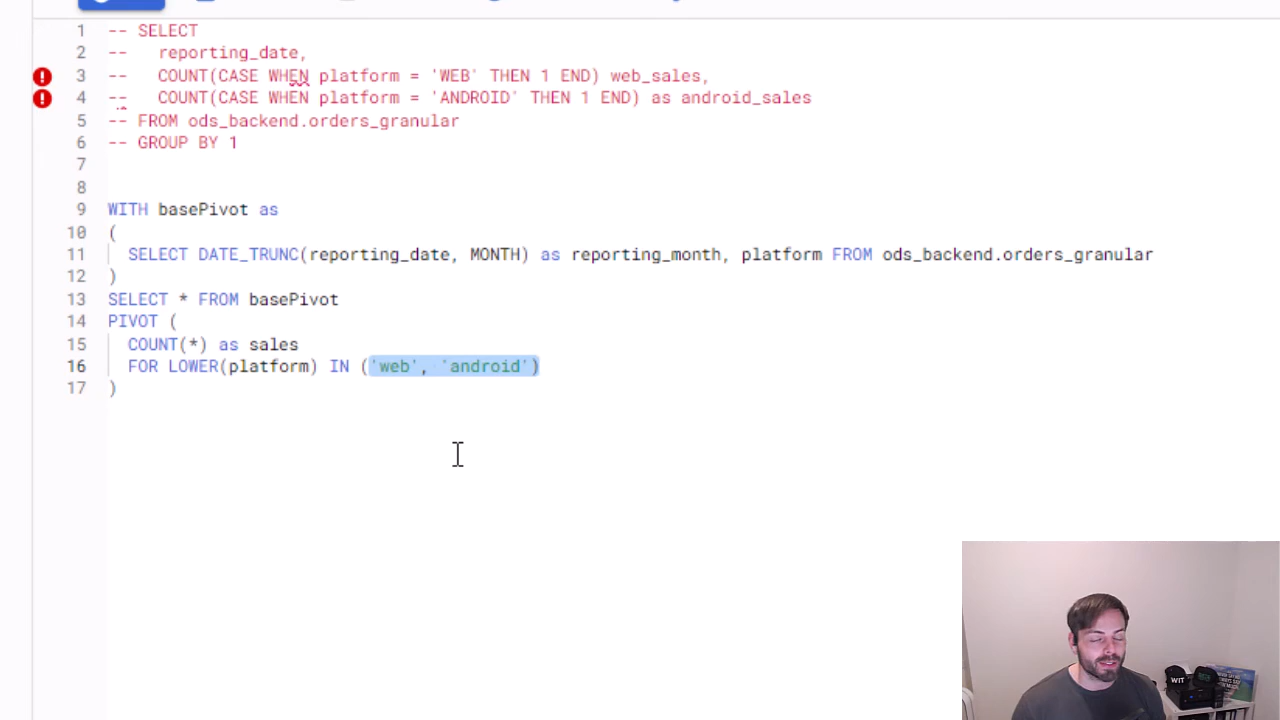 1 -- SELECT
2 -- reporting_date,
3 -- COUNT(CASE WHEN platform = 'WEB' THEN 1 END) web_sales,
4 -- COUNT(CASE WHEN platform = 'ANDROID' THEN 1 END) as android_sales
5 -- FROM ods_backend.orders_granular
6 -- GROUP BY 1
7
8
9 WITH basePivot as
10 (
11 SELECT DATE_TRUNC(reporting_date, MONTH) as reporting_month, platform FROM ods_backend.orders_granular
12 )
13 SELECT * FROM basePivot
14 PIVOT (
15 COUNT(*) as sales
16 FOR LOWER(platform) IN ('web', 'android')
17 )
WIT